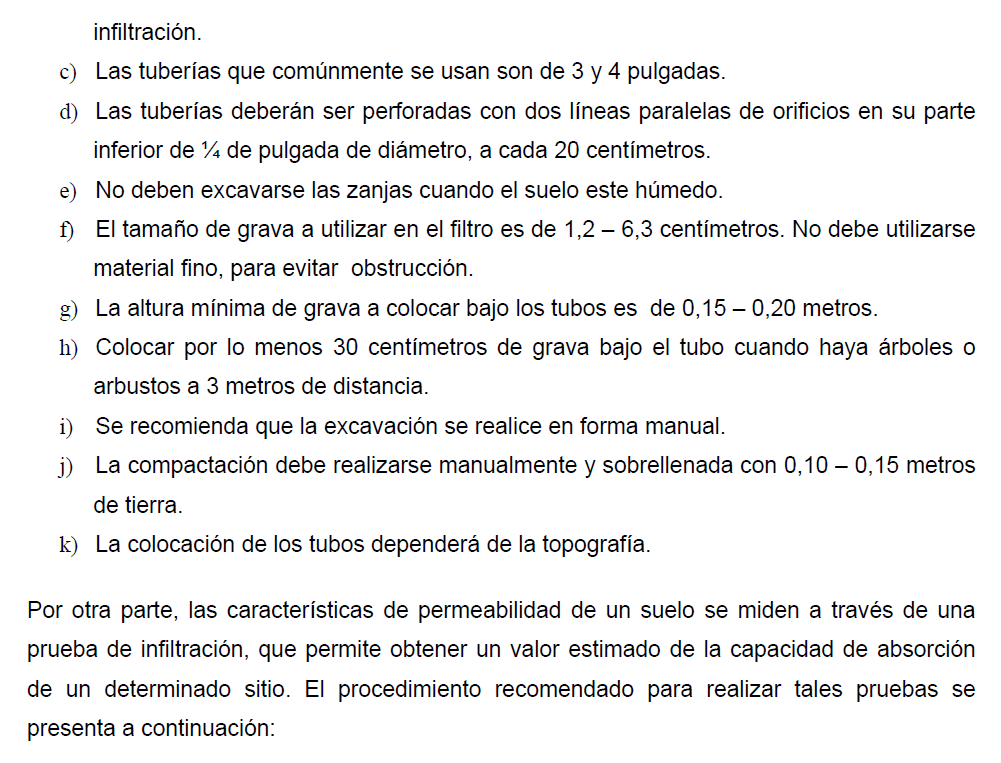 infiltración.
c) Las tuberías que comúnmente se usan son de 3 y 4 pulgadas.
d) Las tuberías deberán ser perforadas con dos líneas paralelas de orificios en su parte
inferior de ¼ de pulgada de diámetro, a cada 20 centímetros.
e) No deben excavarse las zanjas cuando el suelo este húmedo.
f) El tamaño de grava a utilizar en el filtro es de 1,2 – 6,3 centímetros. No debe utilizarse
material fino, para evitar  obstrucción.
g) La altura mínima de grava a colocar bajo los tubos es  de 0,15 – 0,20 metros.
h) Colocar por lo menos 30 centímetros de grava bajo el tubo cuando haya árboles o
arbustos a 3 metros de distancia.
i) Se recomienda que la excavación se realice en forma manual.
j) La compactación debe realizarse manualmente y sobrellenada con 0,10 – 0,15 metros
de tierra.
k) La colocación de los tubos dependerá de la topografía.
Por otra parte, las características de permeabilidad de un suelo se miden a través de una
prueba de infiltración, que permite obtener un valor estimado de la capacidad de absorción
de un determinado sitio. El procedimiento recomendado para realizar tales pruebas se
presenta a continuación: